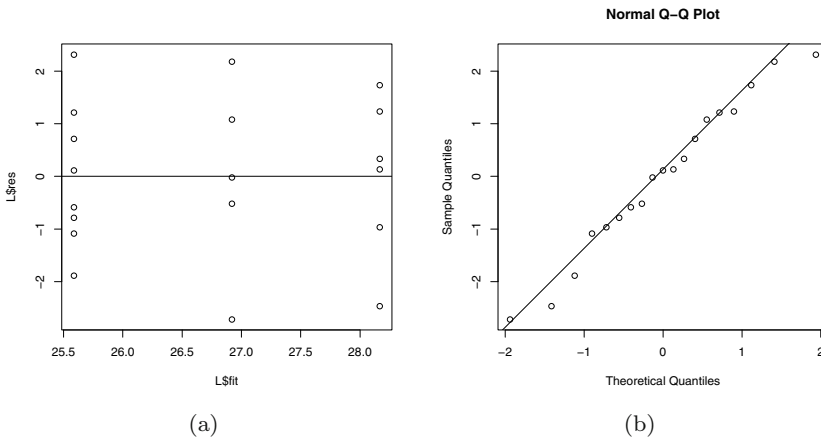 L$res
2
1
0
−1
−2
25.5 26.0 26.5 27.0 27.5 28.0
L$fit
(a)
Normal Q−Q Plot
Sample Quantiles
2
1
0
−1
−2
−2 −1 0 1 2
Theoretical Quantiles
(b)